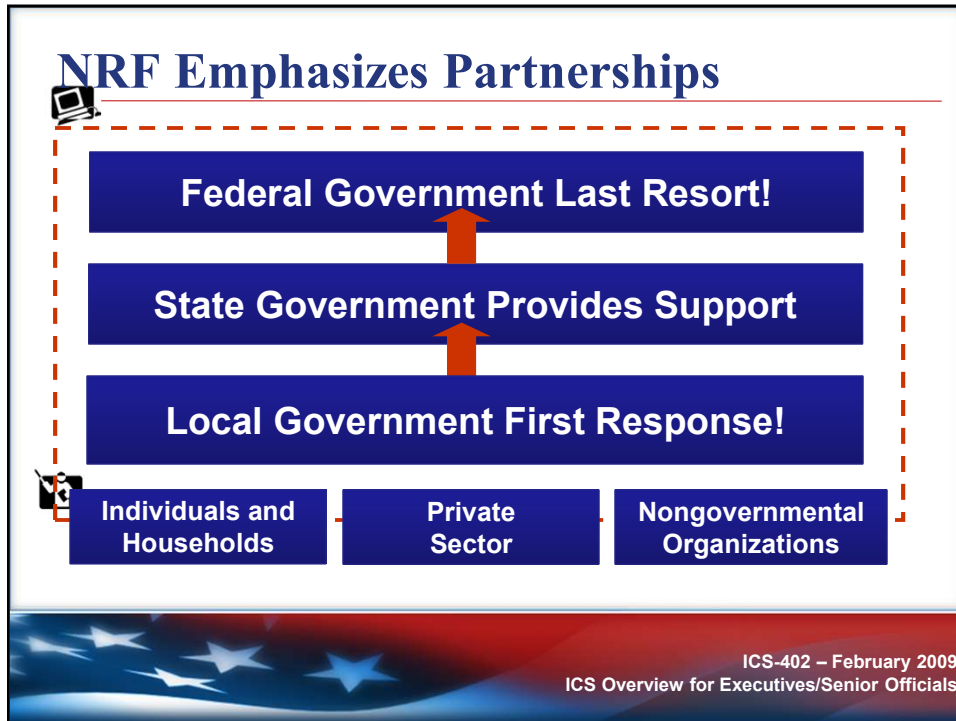 NRF Emphasizes Partnerships
Federal Government Last Resort!
State Government Provides Support
Local Government First Response!
Individuals and
Households
Private
Sector
Nongovernmental
Organizations
ICS-402 – February 2009
ICS Overview for Executives/Senior Officials